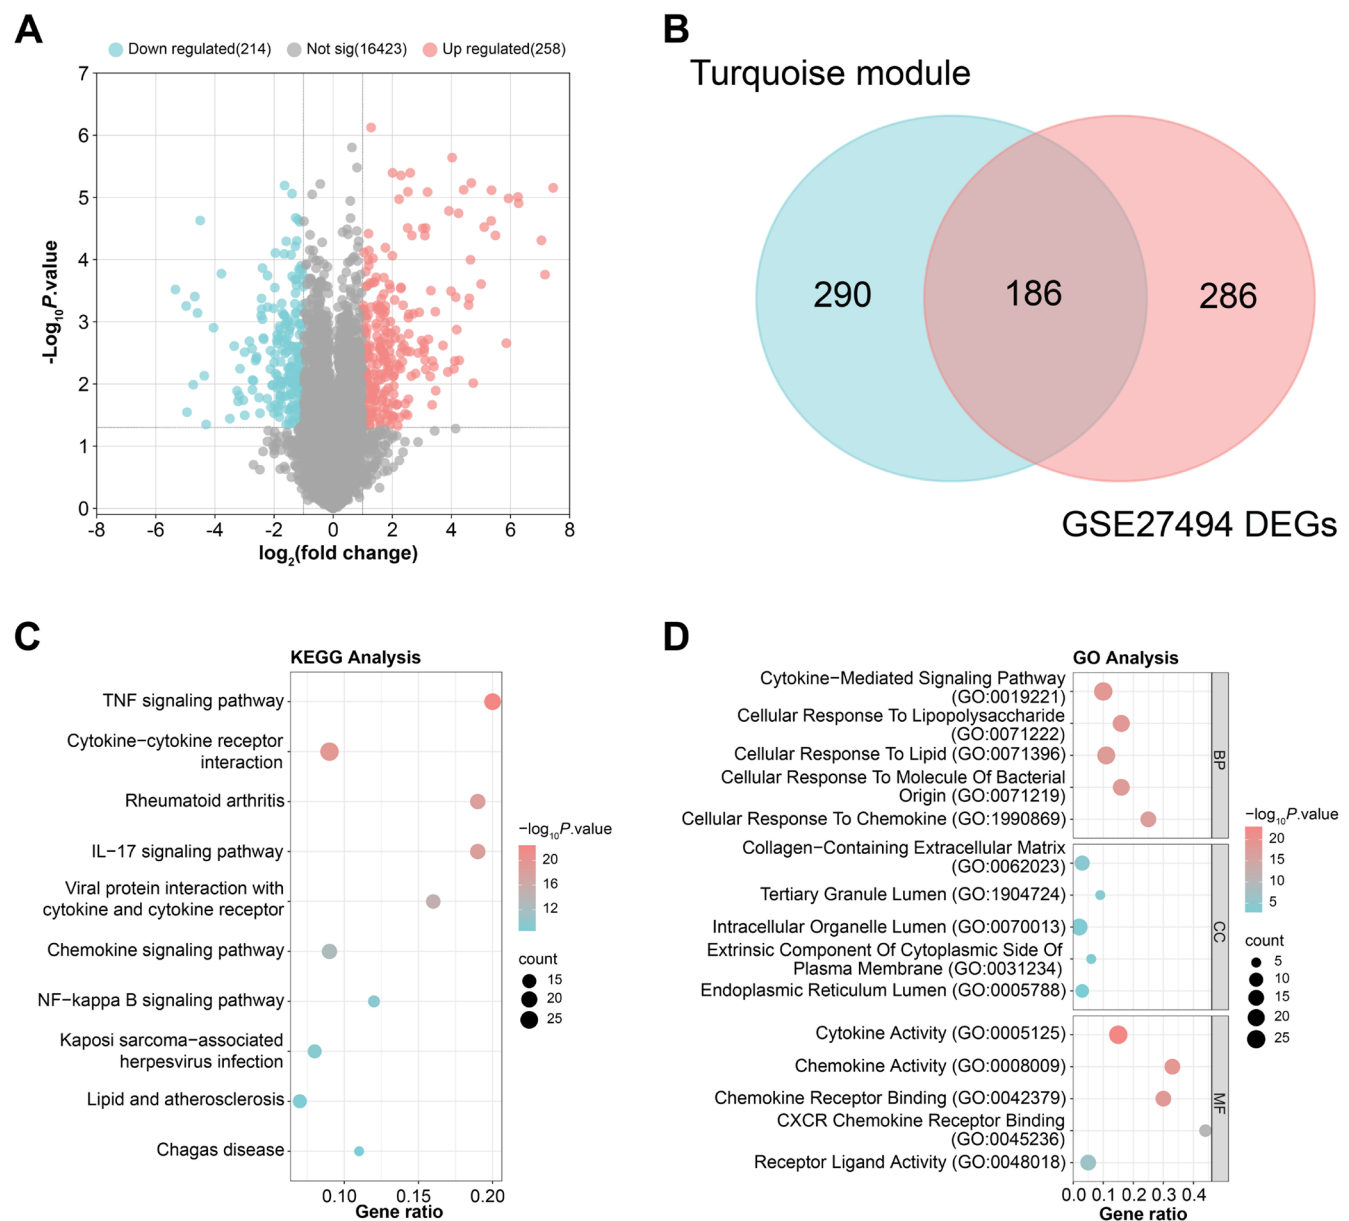 A
Down regulated(214) Not sig(16423) Up regulated(258)
7
6
5
4
3
2
1
0
-Log10P.value
-8 -6 -4 -2 0 2 4 6 8
log2(fold change)
B
Turquoise module
290 186 286
GSE27494 DEGs
C
KEGG Analysis
TNF signaling pathway
Cytokine−cytokine receptor
interaction
Rheumatoid arthritis
IL−17 signaling pathway
Viral protein interaction with
cytokine and cytokine receptor
Chemokine signaling pathway
NF−kappa B signaling pathway
Kaposi sarcoma−associated
herpesvirus infection
Lipid and atherosclerosis
Chagas disease
0.10 0.15 0.20
Gene ratio
−log10P.value
20
16
12
count
15
20
25
D
GO Analysis
Cytokine−Mediated Signaling Pathway
(GO:0019221)
Cellular Response To Lipopolysaccharide
(GO:0071222)
Cellular Response To Lipid (GO:0071396)
Cellular Response To Molecule Of Bacterial
Origin (GO:0071219)
Cellular Response To Chemokine (GO:1990869)
BP
Collagen−Containing Extracellular Matrix
(GO:0062023)
Tertiary Granule Lumen (GO:1904724)
Intracellular Organelle Lumen (GO:0070013)
Extrinsic Component Of Cytoplasmic Side Of
Plasma Membrane (GO:0031234)
Endoplasmic Reticulum Lumen (GO:0005788)
CC
Cytokine Activity (GO:0005125)
Chemokine Activity (GO:0008009)
Chemokine Receptor Binding (GO:0042379)
CXCR Chemokine Receptor Binding
(GO:0045236)
Receptor Ligand Activity (GO:0048018)
MF
0.0 0.1 0.2 0.3 0.4
Gene ratio
−log10P.value
20
15
10
5
count
5
10
15
20
25